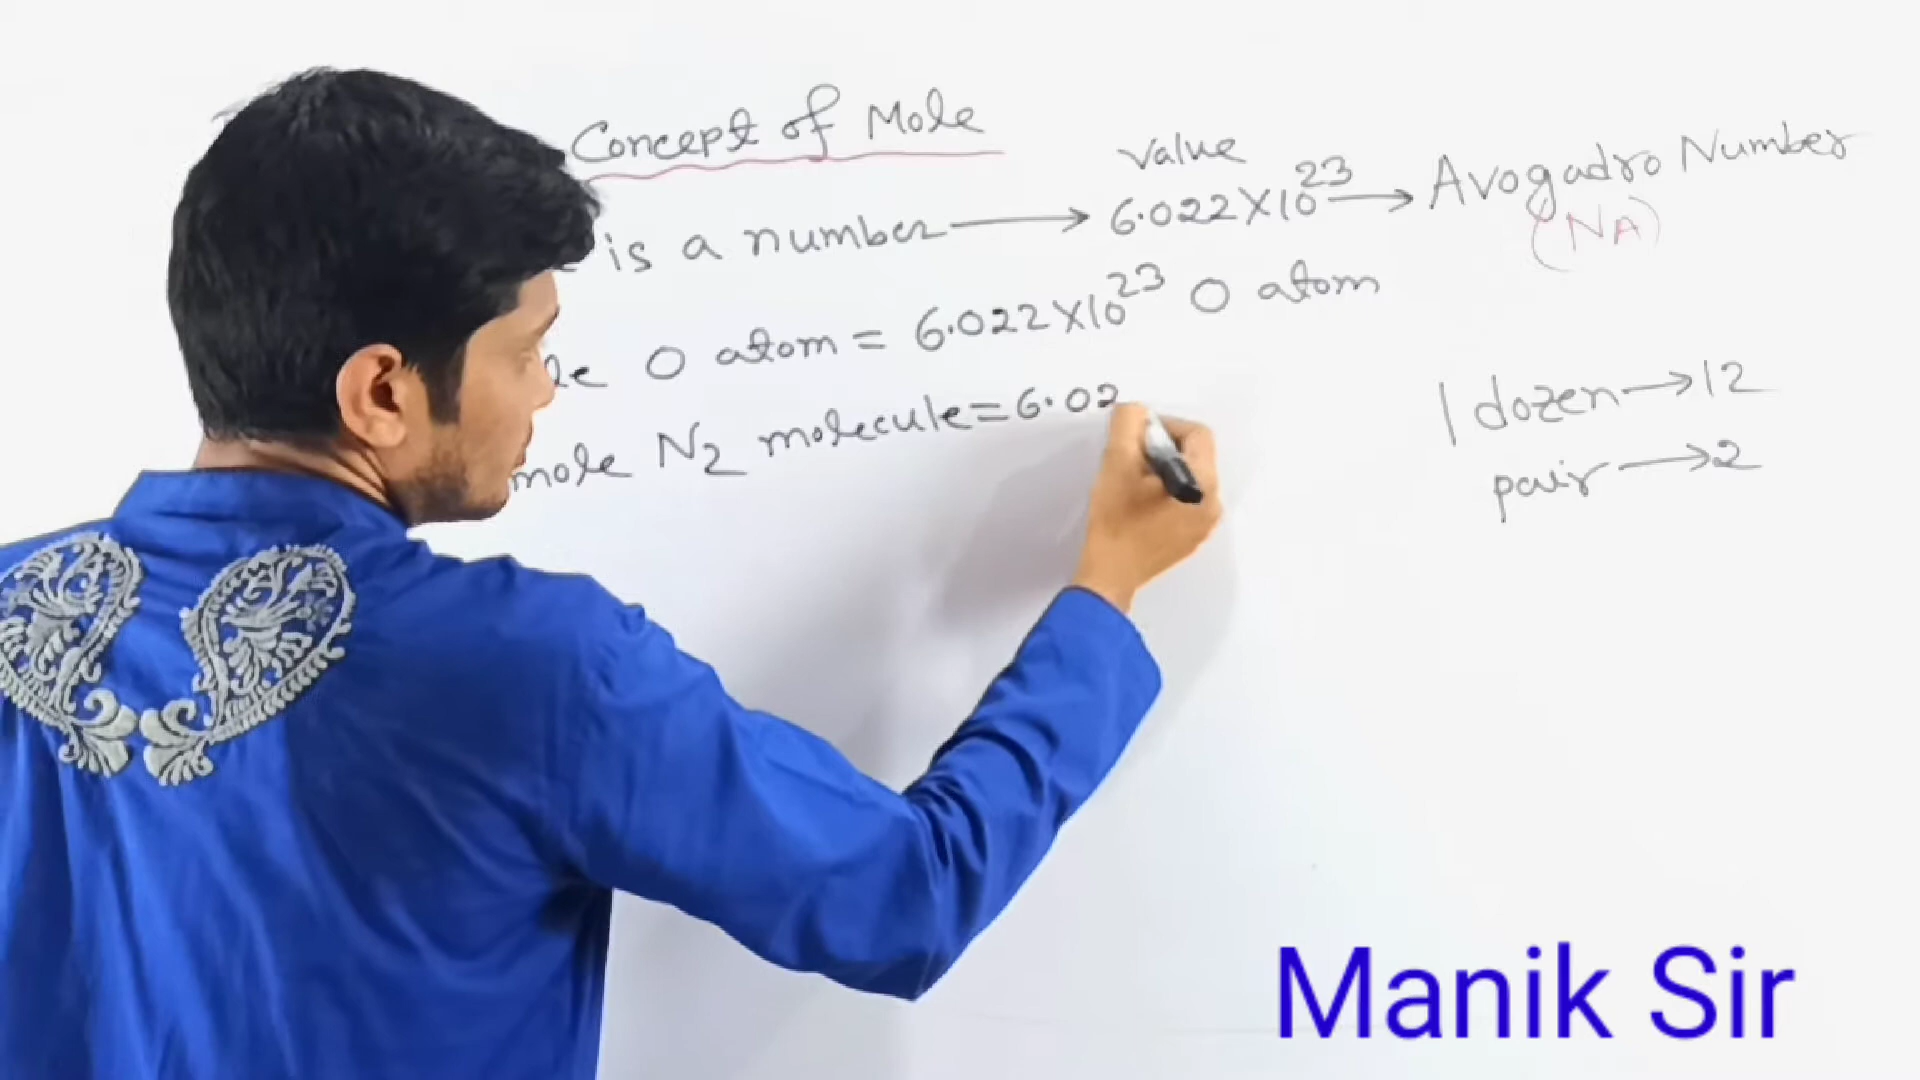 Concept of Mole
Value
is a number → 6.022X10²³ → Avogadro Number
(NA)
O atom = 6.022X10²³ O atom
mole N₂ molecule=6.02
1 dozen → 12
pair → 2
Manik Sir